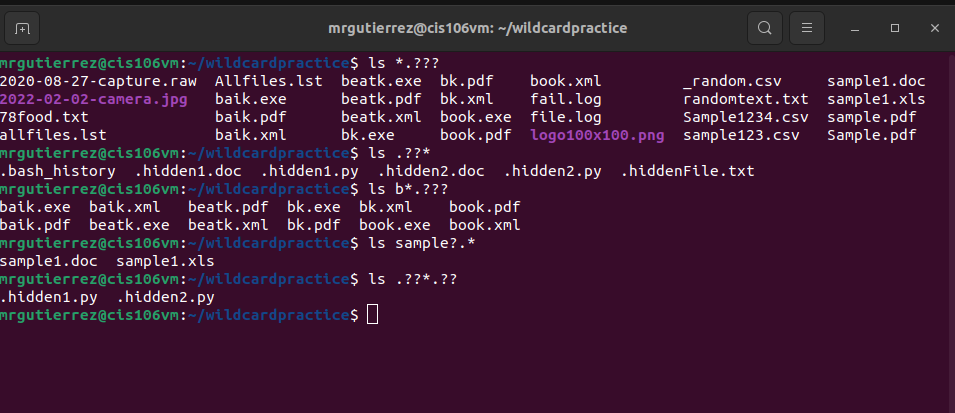 mrgutierrez@cis106vm: ~/wildcardpractice
mrgutierrez@cis106vm:~/wildcardpractice$ ls *.???
2020-08-27-capture.raw  Allfiles.lst  beatk.exe  bk.pdf    book.xml         _random.csv     sample1.doc
2022-02-02-camera.jpg   baik.exe      beatk.pdf  bk.xml    fail.log         randomtext.txt  sample1.xls
78food.txt              baik.pdf      beatk.xml  book.exe  file.log         Sample1234.csv  sample.pdf
allfiles.lst            baik.xml      bk.exe     book.pdf  logo100x100.png  sample123.csv   Sample.pdf
mrgutierrez@cis106vm:~/wildcardpractice$ ls .??*
.bash_history  .hidden1.doc  .hidden1.py  .hidden2.doc  .hidden2.py  .hiddenFile.txt
mrgutierrez@cis106vm:~/wildcardpractice$ ls b*.???
baik.exe  baik.xml   beatk.pdf  bk.exe  bk.xml    book.pdf
baik.pdf  beatk.exe  beatk.xml  bk.pdf  book.exe  book.xml
mrgutierrez@cis106vm:~/wildcardpractice$ ls sample?.*
sample1.doc  sample1.xls
mrgutierrez@cis106vm:~/wildcardpractice$ ls .??*.??
.hidden1.py  .hidden2.py
mrgutierrez@cis106vm:~/wildcardpractice$